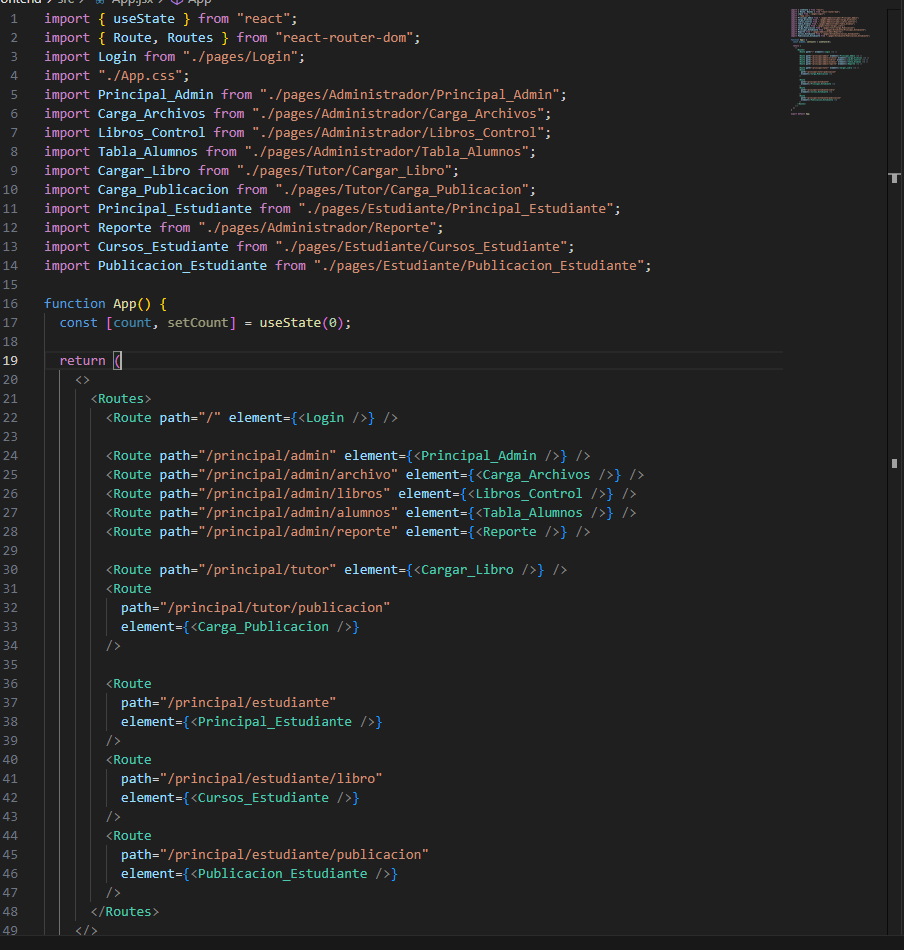 src > App.jsx > App
1 import { useState } from "react";
2 import { Route, Routes } from "react-router-dom";
3 import Login from "./pages/Login";
4 import "./App.css";
5 import Principal_Admin from "./pages/Administrador/Principal_Admin";
6 import Carga_Archivos from "./pages/Administrador/Carga_Archivos";
7 import Libros_Control from "./pages/Administrador/Libros_Control";
8 import Tabla_Alumnos from "./pages/Administrador/Tabla_Alumnos";
9 import Cargar_Libro from "./pages/Tutor/Cargar_Libro";
10 import Carga_Publicacion from "./pages/Tutor/Carga_Publicacion";
11 import Principal_Estudiante from "./pages/Estudiante/Principal_Estudiante";
12 import Reporte from "./pages/Administrador/Reporte";
13 import Cursos_Estudiante from "./pages/Estudiante/Cursos_Estudiante";
14 import Publicacion_Estudiante from "./pages/Estudiante/Publicacion_Estudiante";
15
16 function App() {
17 const [count, setCount] = useState(0);
18
19 return (
20 <>
21 <Routes>
22 <Route path="/" element={<Login />} />
23
24 <Route path="/principal/admin" element={<Principal_Admin />} />
25 <Route path="/principal/admin/archivo" element={<Carga_Archivos />} />
26 <Route path="/principal/admin/libros" element={<Libros_Control />} />
27 <Route path="/principal/admin/alumnos" element={<Tabla_Alumnos />} />
28 <Route path="/principal/admin/reporte" element={<Reporte />} />
29
30 <Route path="/principal/tutor" element={<Cargar_Libro />} />
31 <Route
32 path="/principal/tutor/publicacion"
33 element={<Carga_Publicacion />}
34 />
35
36 <Route
37 path="/principal/estudiante"
38 element={<Principal_Estudiante />}
39 />
40 <Route
41 path="/principal/estudiante/libro"
42 element={<Cursos_Estudiante />}
43 />
44 <Route
45 path="/principal/estudiante/publicacion"
46 element={<Publicacion_Estudiante />}
47 />
48 </Routes>
49 </>